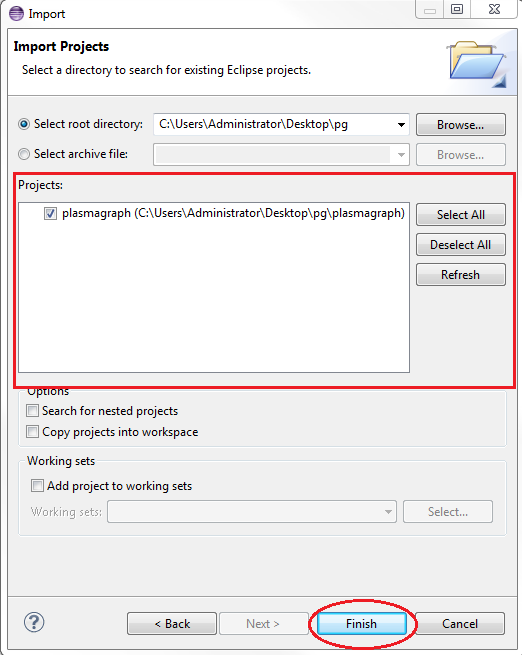 Import
Import Projects
Select a directory to search for existing Eclipse projects.
Select root directory: C:\Users\Administrator\Desktop\pg Browse...
Select archive file: Browse...
Projects:
plasmagraph (C:\Users\Administrator\Desktop\pg\plasmagraph) Select All
Deselect All
Refresh
Options
Search for nested projects
Copy projects into workspace
Working sets
Add project to working sets
Working sets: Select...
? < Back Next > Finish Cancel